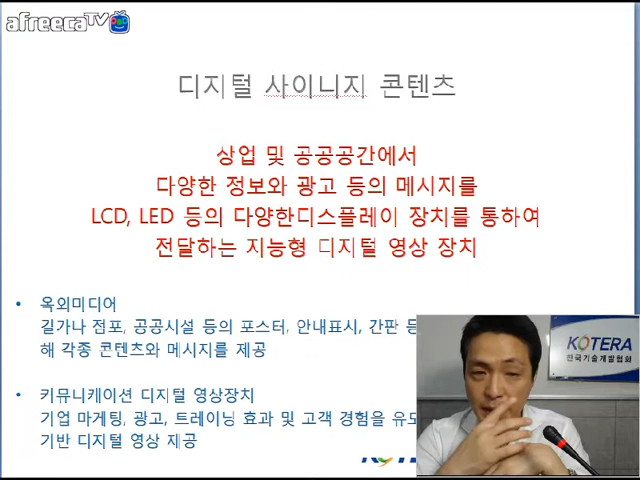 afreecaTV
디지털 사이니지 콘텐츠
상업 및 공공공간에서
다양한 정보와 광고 등의 메시지를
LCD, LED 등의 다양한디스플레이 장치를 통하여
전달하는 지능형 디지털 영상 장치
• 옥외미디어
길가나 점포, 공공시설 등의 포스터, 안내표시, 간판 등
해 각종 콘텐츠와 메시지를 제공
• 커뮤니케이션 디지털 영상장치
기업 마케팅, 광고, 트레이닝 효과 및 고객 경험을 유도
기반 디지털 영상 제공
KOTERA
한국기술개발협회